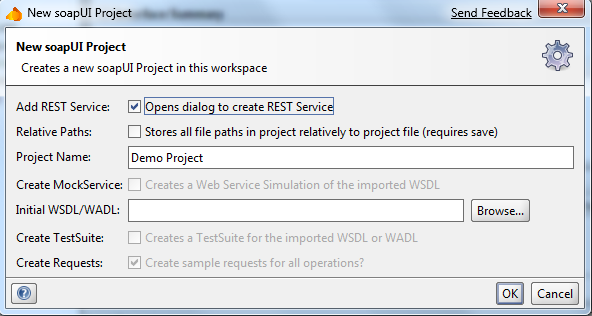 New soapUI Project
Send Feedback
New soapUI Project
Creates a new soapUI Project in this workspace
Add REST Service: Opens dialog to create REST Service
Relative Paths: Stores all file paths in project relatively to project file (requires save)
Project Name: Demo Project
Create MockService: Creates a Web Service Simulation of the imported WSDL
Initial WSDL/WADL: Browse...
Create TestSuite: Creates a TestSuite for the imported WSDL or WADL
Create Requests: Create sample requests for all operations?
? OK Cancel